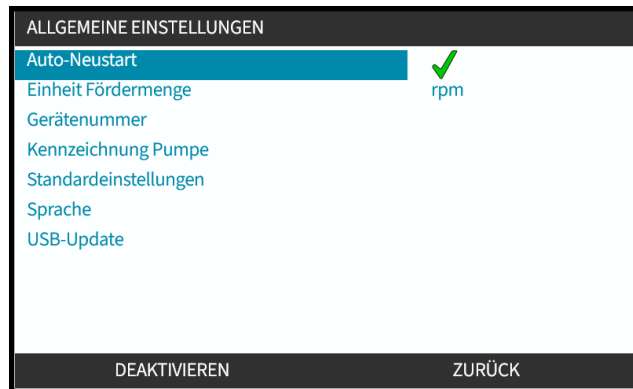 ALLGEMEINE EINSTELLUNGEN
Auto-Neustart
Einheit Fördermenge rpm
Gerätenummer
Kennzeichnung Pumpe
Standardeinstellungen
Sprache
USB-Update
DEAKTIVIEREN ZURÜCK